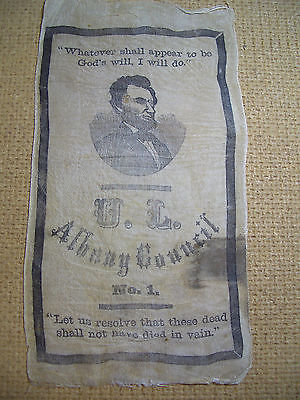 "Whatever shall appear to be
God's will, I will do."
U. L.
Albany Council
No. 1.
"Let us resolve that these dead
shall not have died in vain."